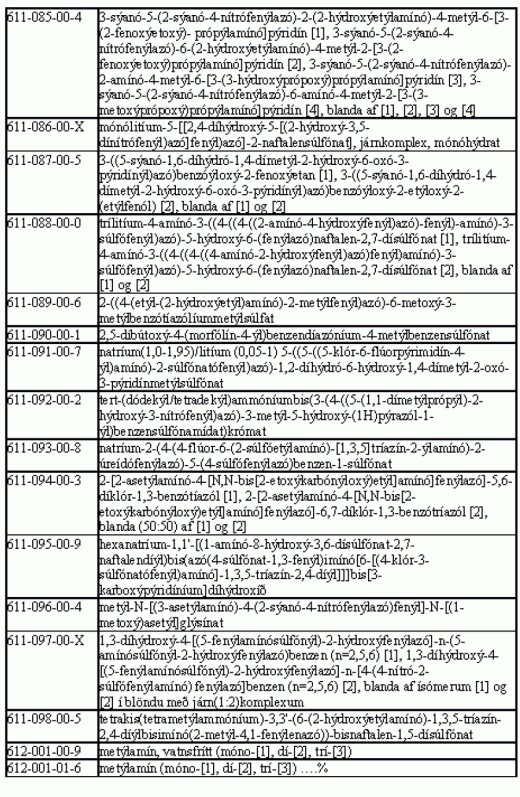 611-085-00-4 3-sýanó-5-(2-sýanó-4-nítrófenýlazó)-2-(2-hýdroxýetýlamínó)-4-metýl-6-[3-
(2-fenoxýetoxý)- própýlamínó]pýridín [1], 3-sýanó-5-(2-sýanó-4-
nítrófenýlazó)-6-(2-hýdroxýetýlamínó)-4-metýl-2-[3-(2-
fenoxýetoxý)própýlamínó]pýridín [2], 3-sýanó-5-(2-sýanó-4-nítrófenýlazó)-
2-amínó-4-metýl-6-[3-(3-hýdroxýprópoxý)própýlamínó]pýridín [3], 3-
sýanó-5-(2-sýanó-4-nítrófenýlazó)-6-amínó-4-metýl-2-[3-(3-
metoxýprópoxý)própýlamínó]pýrídín [4], blanda af [1], [2], [3] og [4]
611-086-00-X mónólitíum-5-[[2,4-díhýdróxý-5-[(2-hýdroxý-3,5-
dínítrófenýl)azó]fenýl]azó]-2-naftalensúlfónat], járnkomplex, mónóhýdrat
611-087-00-5 3-((5-sýanó-1,6-díhýdró-1,4-dímetýl-2-hýdroxý-6-oxó-3-
pýridínýl)azó)benzóýloxý-2-fenoxýetan [1], 3-((5-sýanó-1,6-díhýdró-1,4-
dímetýl-2-hýdroxý-6-oxó-3-pýridínýl)azó)benzóýloxý-2-etýloxý-2-
(etýlfenól) [2], blanda af [1] og [2]
611-088-00-0 trílitíum-4-amínó-3-((4-((4-((2-amínó-4-hýdroxýfenýl)azó)-fenýl)-amínó)-3-
súlfófenýl)azó)-5-hýdroxý-6-(fenýlazó)naftalen-2,7-dísúlfónat [1], trílitíum-
4-amínó-3-((4-((4-((4-amínó-2-hýdroxýfenýl)azó)fenýl)amínó)-3-
súlfófenýl)azó)-5-hýdroxý-6-(fenýlazó)naftalen-2,7-dísúlfónat [2], blanda af
[1] og [2]
611-089-00-6 2-((4-(etýl-(2-hýdroxýetýl)amínó)-2-metýlfenýl)azó)-6-metoxý-3-
metýlbenzótíazólíummetýlsúlfat
611-090-00-1 2,5-díbútoxý-4-(morfólín-4-ýl)benzendíazóníum-4-metýlbenzensúlfónat
611-091-00-7 natríum(1,0-1,95)/litíum (0,05-1) 5-((5-((5-klór-6-flúorpýrimídín-4-
ýl)amínó)-2-súlfónatófenýl)azó)-1,2-díhýdró-6-hýdroxý-1,4-dímetýl-2-oxó-
3-pýridínmetýlsúlfónat
611-092-00-2 tert-(dódekýl/tetradekýl)ammóníumbis(3-(4-((5-(1,1-dímetýlprópýl)-2-
hýdroxý-3-nítrófenýl)azó)-3-metýl-5-hýdroxý-(1H)pýrazól-1-
ýl)benzensúlfónamídat)krómat
611-093-00-8 natríum-2-(4-(4-flúor-6-(2-súlfóetýlamínó)-[1,3,5]tríazín-2-ýlamínó)-2-
úreídófenýlazó)-5-(4-súlfófenýlazó)benzen-1-súlfónat
611-094-00-3 2-[2-asetýlamínó-4-[N,N-bis[2-etoxýkarbónýloxý)etýl]amínó]fenýlazó]-5,6-
díklór-1,3-benzótíazól [1], 2-[2-asetýlamínó-4-[N,N-bis[2-
etoxýkarbónýloxý)etýl]amínó]fenýlazó]-6,7-díklór-1,3-benzótríazól [2],
blanda (50:50) af [1] og [2]
611-095-00-9 hexanatríum-1,1'-[(1-amínó-8-hýdroxý-3,6-dísúlfónat-2,7-
naftalendíýl)bis(azó(4-súlfónat-1,3-fenýl)imínó[6-[(4-klór-3-
súlfónatófenýl)amínó]-1,3,5-tríazín-2,4-díýl]]]bis[3-
karboxýpýridíníum]díhýdroxíð
611-096-00-4 metýl-N-[(3-asetýlamínó)-4-(2-sýanó-4-nítrófenýlazó)fenýl]-N-[(1-
metoxý)asetýl]glýsínat
611-097-00-X 1,3-díhýdroxý-4-[(5-fenýlamínósúlfónýl)-2-hýdroxýfenýlazó]-n-(5-
amínósúlfónýl-2-hýdroxýfenýlazó)benzen (n=2,5,6) [1], 1,3-díhýdroxý-4-
[(5-fenýlamínósúlfónýl)-2-hýdroxýfenýlazó]-n-[4-(4-nítró-2-
súlfófenýlamínó) fenýlazó]benzen (n=2,5,6) [2], blanda af ísómerum [1] og
[2] í blöndu með járn(1:2)komplexum
611-098-00-5 tetrakis(tetrametýlammóníum)-3,3'-(6-(2-hýdroxýetýlamínó)-1,3,5-tríazín-
2,4-díýlbisimínó(2-metýl-4,1-fenýlenazó))-bisnaftalen-1,5-dísúlfónat
612-001-00-9 metýlamín, vatnsfrítt (móno-[1], dí-[2], trí-[3])
612-001-01-6 metýlamín (móno-[1], dí-[2], trí-[3]) ....%